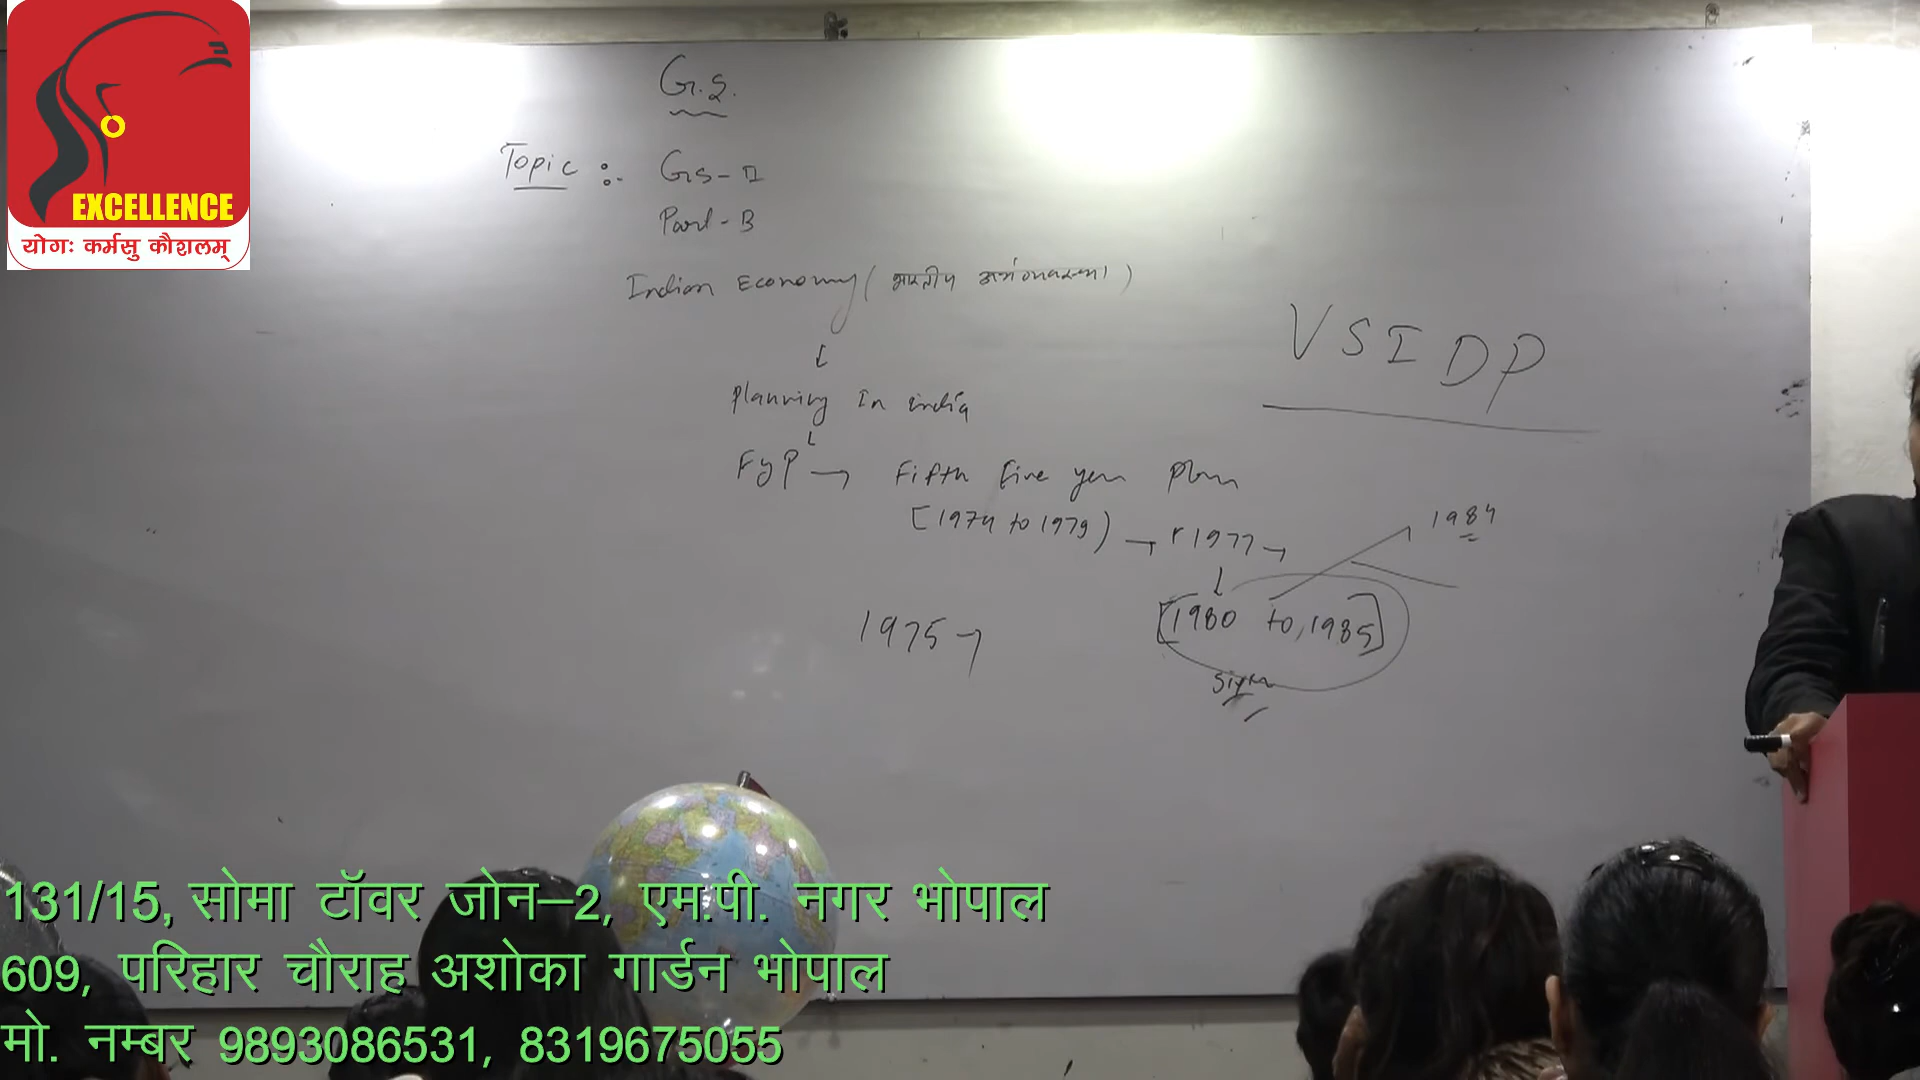 EXCELLENCE
योगः कर्मसु कौशलम्
G.S.
Topic :- GS-II
Part-B
Indian Economy (भारतीय अर्थव्यवस्था)
Planning In india
FyP → Fifth five year Plan
[1974 to 1979) → 1977 →
1984
1975 →
[1980 to, 1985]
VSIDP
131/15, सोमा टॉवर जोन–2, एम.पी. नगर भोपाल
609, परिहार चौराह अशोका गार्डन भोपाल
मो. नम्बर 9893086531, 8319675055